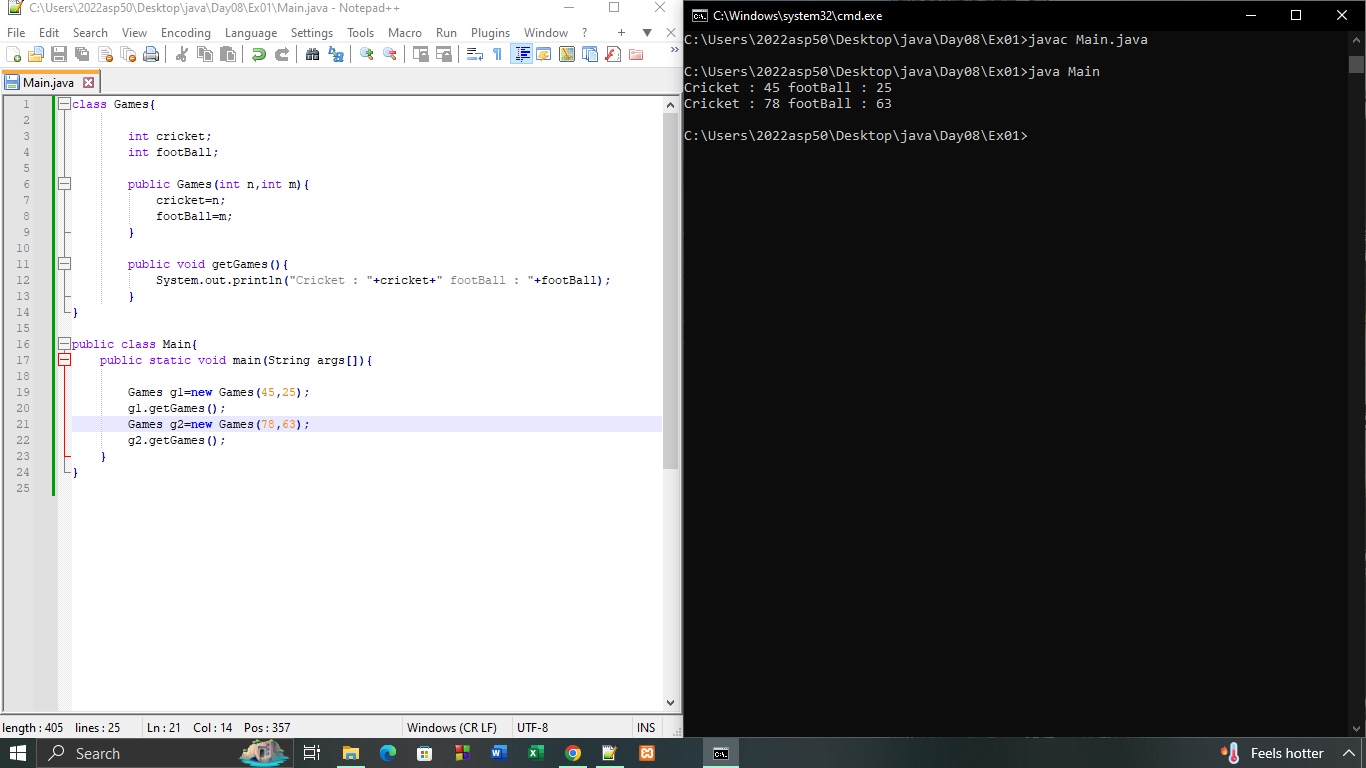 C:\Users\2022asp50\Desktop\java\Day08\Ex01\Main.java - Notepad++
File Edit Search View Encoding Language Settings Tools Macro Run Plugins Window ? + ▼ X
Main.java
1 class Games{
2
3 int cricket;
4 int footBall;
5
6 public Games(int n,int m){
7 cricket=n;
8 footBall=m;
9 }
10
11 public void getGames(){
12 System.out.println("Cricket : "+cricket+" footBall : "+footBall);
13 }
14 }
15
16 public class Main{
17 public static void main(String args[]){
18
19 Games g1=new Games(45,25);
20 g1.getGames();
21 Games g2=new Games(78,63);
22 g2.getGames();
23 }
24 }
25
length : 405 lines : 25 Ln : 21 Col : 14 Pos : 357 Windows (CR LF) UTF-8 INS
C:\Windows\system32\cmd.exe
C:\Users\2022asp50\Desktop\java\Day08\Ex01>javac Main.java
C:\Users\2022asp50\Desktop\java\Day08\Ex01>java Main
Cricket : 45 footBall : 25
Cricket : 78 footBall : 63
C:\Users\2022asp50\Desktop\java\Day08\Ex01>
Search
Feels hotter